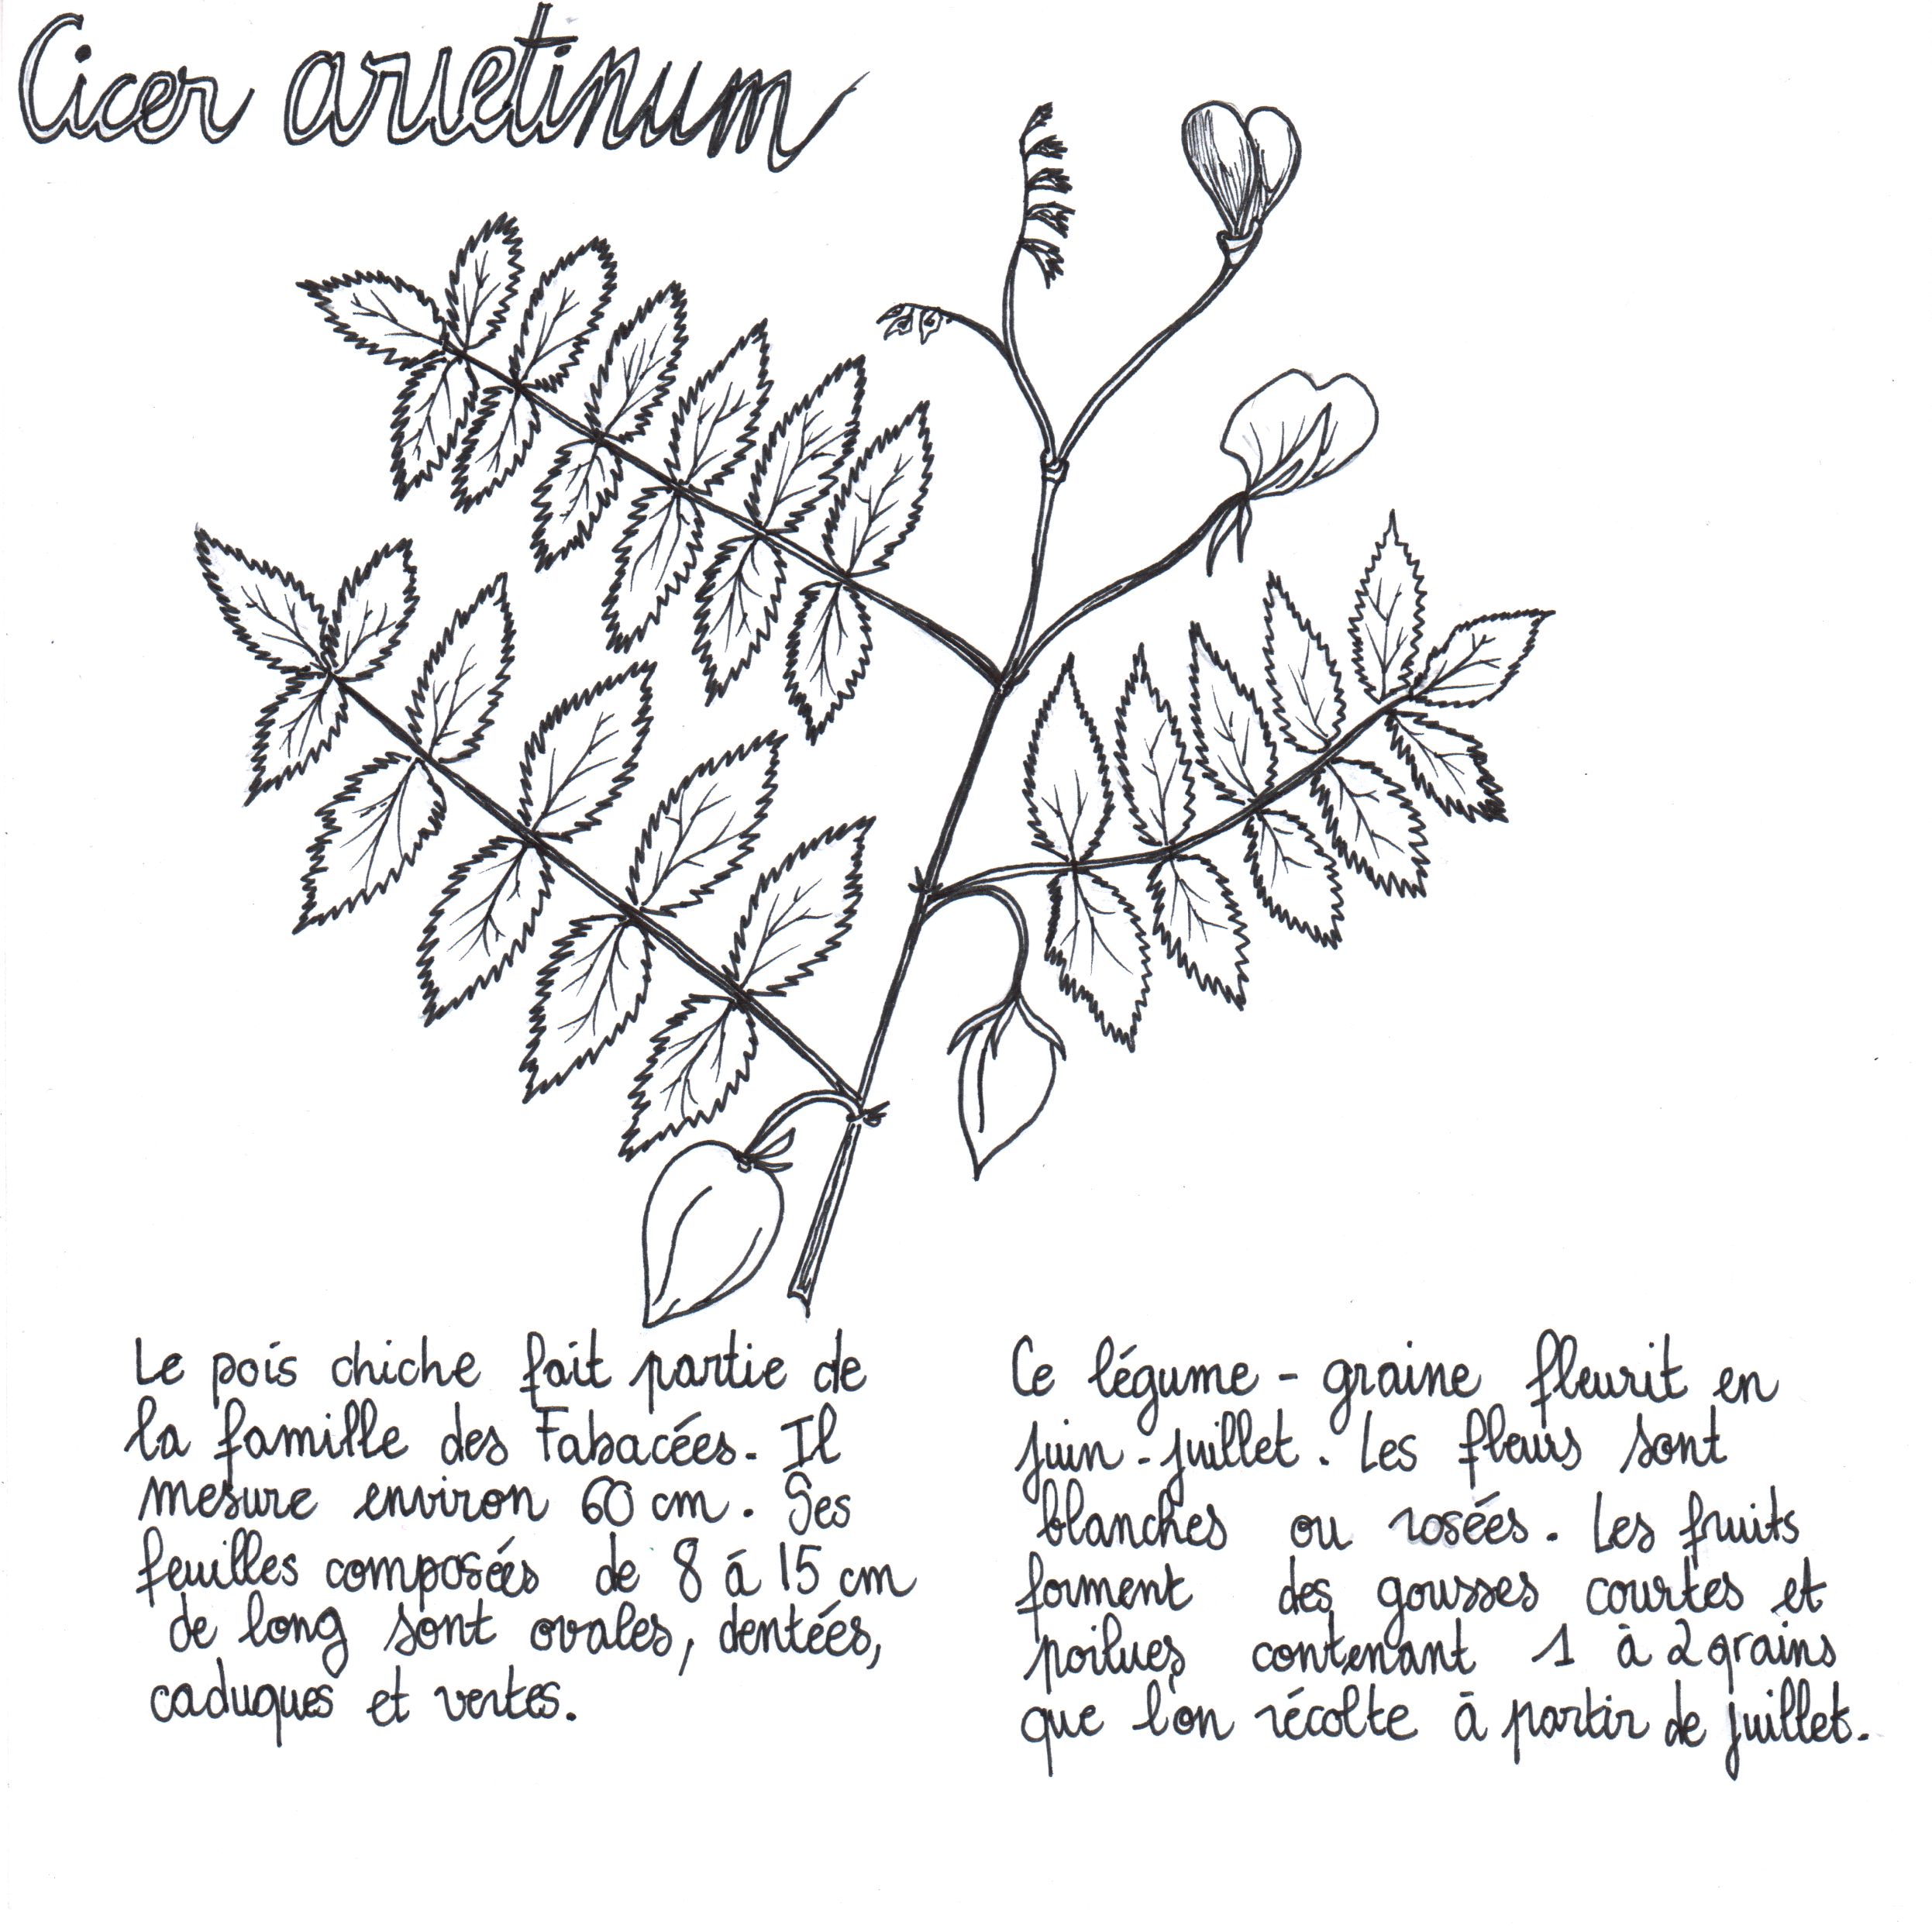 Cicer arietinum
Le pois chiche fait partie de
la famille des Fabacées. Il
mesure environ 60 cm. Ses
feuilles composées de 8 à 15 cm
de long sont ovales, dentées,
caduques et vertes.
Ce légume - graine fleurit en
juin - juillet. Les fleurs sont
blanches ou rosées. Les fruits
forment des gousses courtes et
poilues contenant 1 à 2 grains
que l'on récolte à partir de juillet.